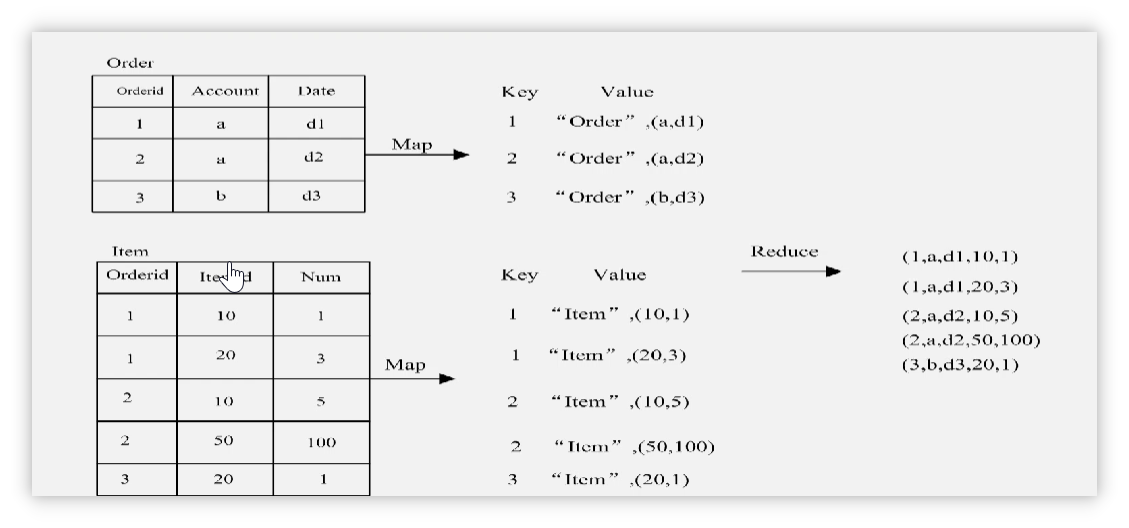 Order
Orderid Account Date
1 a d1
2 a d2
3 b d3
Map
Key Value
1 “Order” ,(a,d1)
2 “Order” ,(a,d2)
3 “Order” ,(b,d3)
Item
Orderid Num
1 10 1
1 20 3
2 10 5
2 50 100
3 20 1
Map
Key Value
1 “Item” ,(10,1)
1 “Item” ,(20,3)
2 “Item” ,(10,5)
2 “Item” ,(50,100)
3 “Item” ,(20,1)
Reduce
(1,a,d1,10,1)
(1,a,d1,20,3)
(2,a,d2,10,5)
(2,a,d2,50,100)
(3,b,d3,20,1)